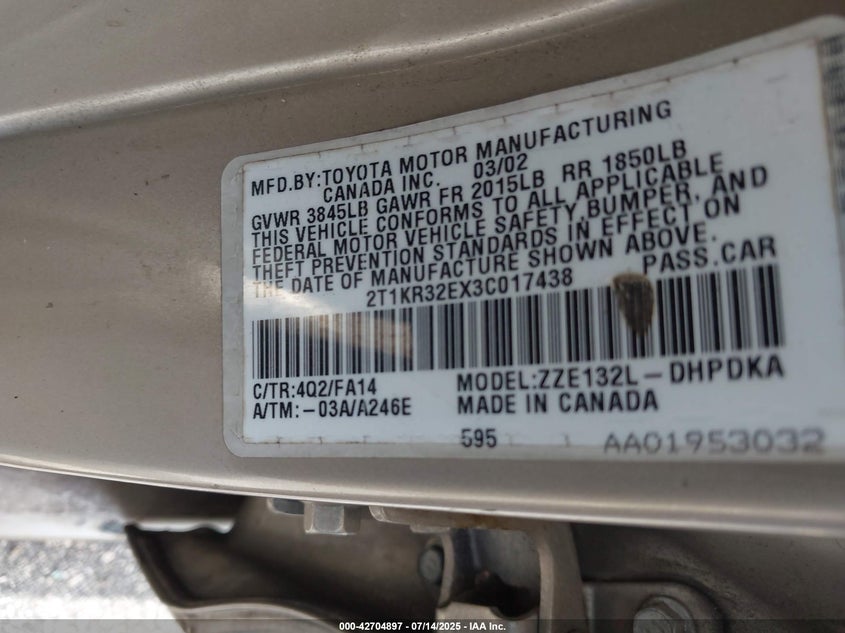 MFD.BY:TOYOTA MOTOR MANUFACTURING
CANADA INC. 03/02
GVWR 3845LB GAWR FR 2015LB RR 1850LB
THIS VEHICLE CONFORMS TO ALL APPLICABLE
FEDERAL MOTOR VEHICLE SAFETY,BUMPER, AND
THEFT PREVENTION STANDARDS IN EFFECT ON
THE DATE OF MANUFACTURE SHOWN ABOVE.
2T1KR32EX3C017438 PASS.CAR
C/TR:4Q2/FA14 MODEL:ZZE132L-DHPDKA
A/TM:-03A/A246E MADE IN CANADA
595 AA01953032
000-42704897 / 07/14/2025 - IAA Inc.